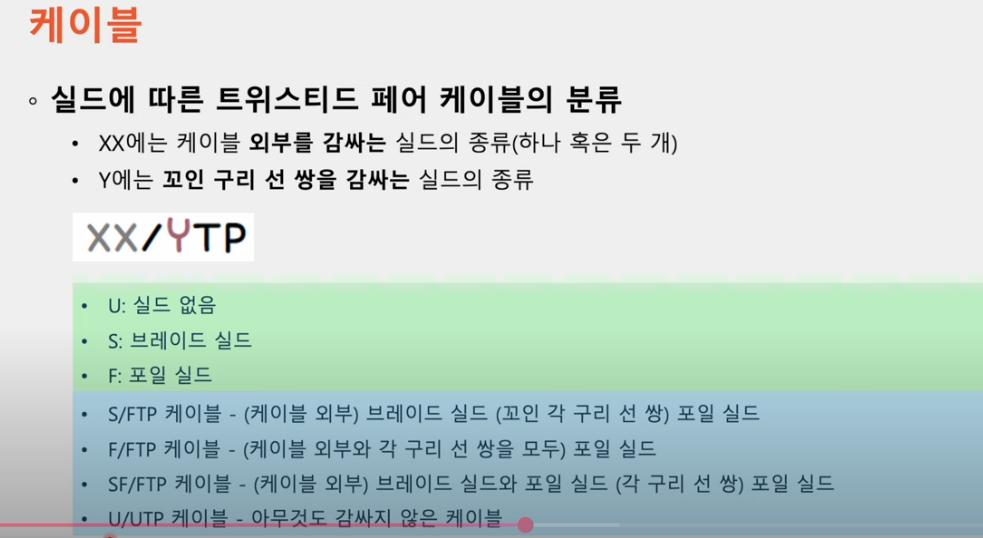 케이블
실드에 따른 트위스티드 페어 케이블의 분류
XX에는 케이블 외부를 감싸는 실드의 종류(하나 혹은 두 개)
Y에는 꼬인 구리 선 쌍을 감싸는 실드의 종류
XX/YTP
U: 실드 없음
S: 브레이드 실드
F: 포일 실드
S/FTP 케이블 - (케이블 외부) 브레이드 실드 (꼬인 각 구리 선 쌍) 포일 실드
F/FTP 케이블 - (케이블 외부와 각 구리 선 쌍을 모두) 포일 실드
SF/FTP 케이블 - (케이블 외부) 브레이드 실드와 포일 실드 (각 구리 선 쌍) 포일 실드
U/UTP 케이블 - 아무것도 감싸지 않은 케이블